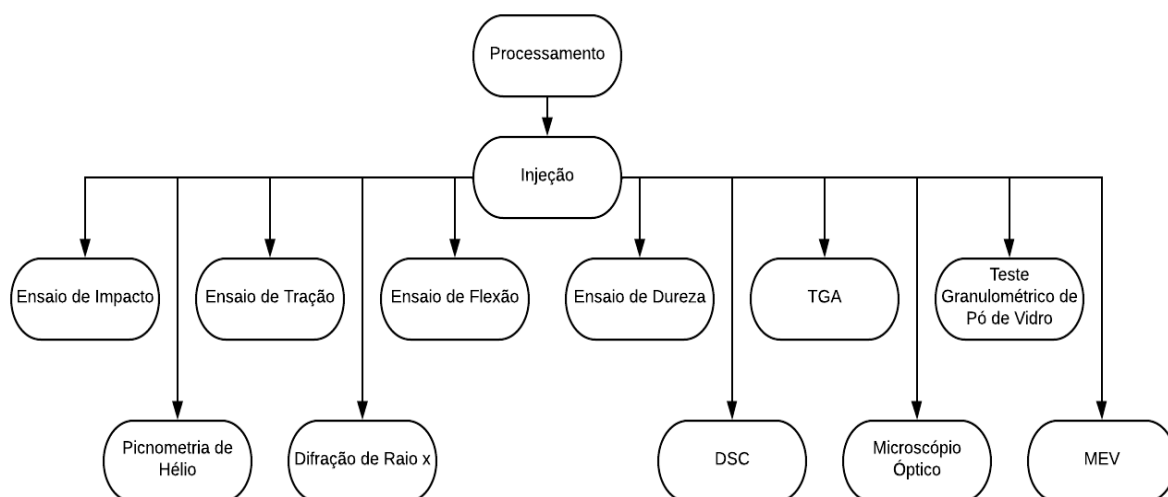 Processamento
Injeção
Ensaio de Impacto
Ensaio de Tração
Ensaio de Flexão
Ensaio de Dureza
TGA
Teste
Granulométrico de
Pó de Vidro
Picnometria de
Hélio
Difração de Raio x
DSC
Microscópio
Óptico
MEV